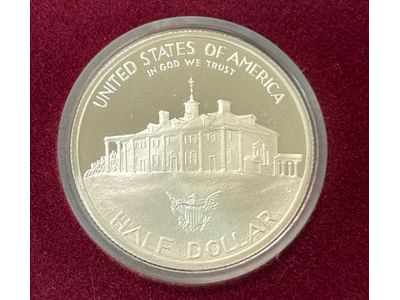 UNITED STATES OF AMERICA
IN GOD WE TRUST
HALF DOLLAR